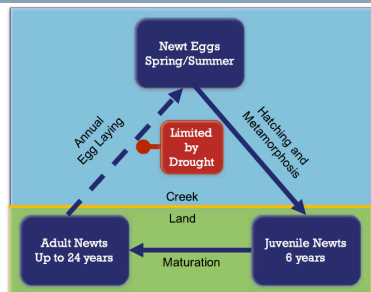 Newt Eggs
Spring/Summer
Annual
Egg Laying
Limited
by
Drought
Hatching and
Metamorphosis
Creek
Land
Adult Newts
Up to 24 years
Maturation
Juvenile Newts
6 years